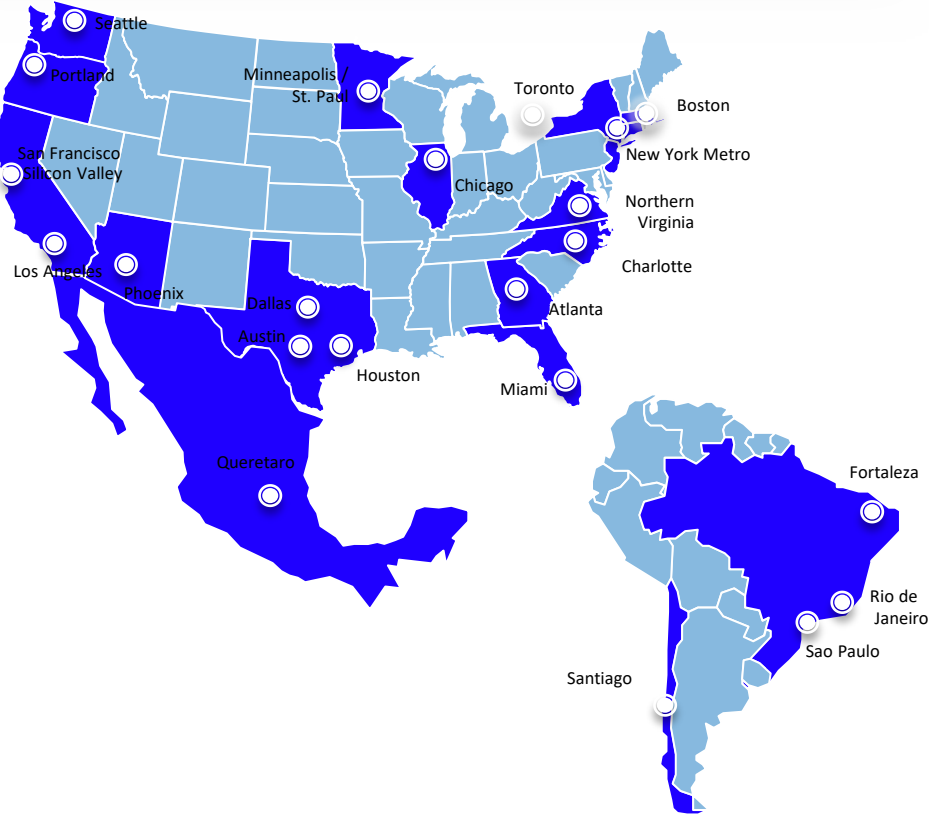 Seattle
Portland
Minneapolis /
St. Paul
Toronto
Boston
San Francisco
Silicon Valley
New York Metro
Chicago
Northern
Virginia
Los Angeles
Charlotte
Phoenix
Dallas
Atlanta
Austin
Houston
Miami
Queretaro
Fortaleza
Rio de
Janeiro
Sao Paulo
Santiago